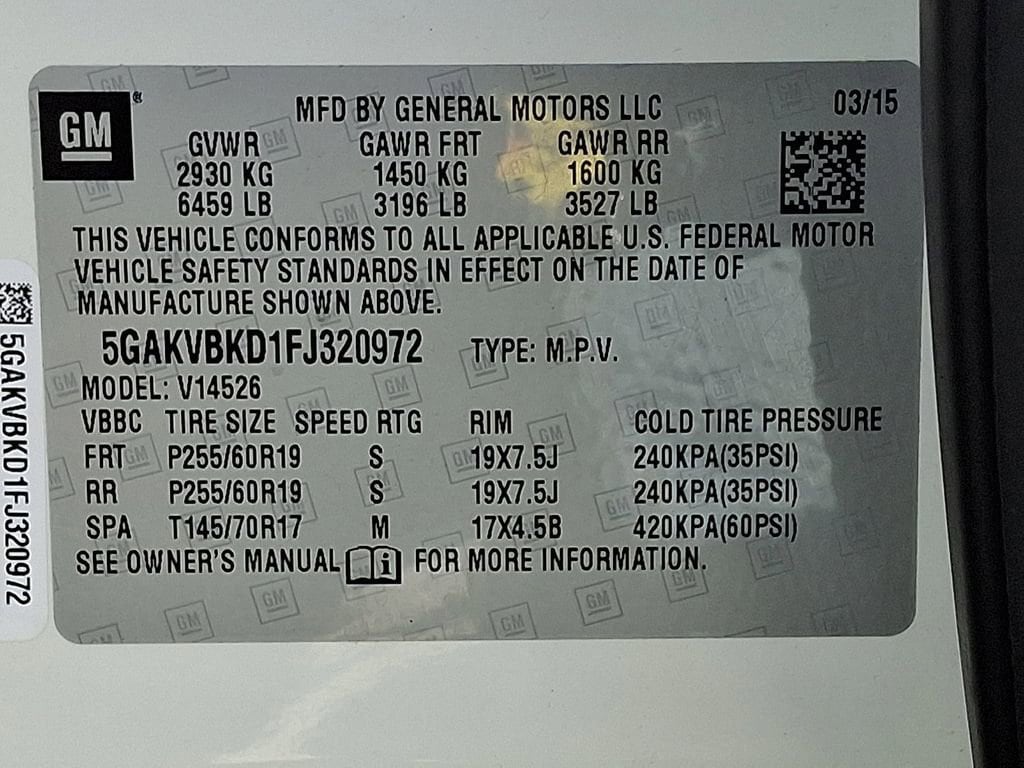 GM
MFD BY GENERAL MOTORS LLC 03/15
GVWR GAWR FRT GAWR RR
2930 KG 1450 KG 1600 KG
6459 LB 3196 LB 3527 LB
THIS VEHICLE CONFORMS TO ALL APPLICABLE U.S. FEDERAL MOTOR
VEHICLE SAFETY STANDARDS IN EFFECT ON THE DATE OF
MANUFACTURE SHOWN ABOVE.
5GAKVBKD1FJ320972 TYPE: M.P.V.
MODEL: V14526
VBBC TIRE SIZE SPEED RTG RIM COLD TIRE PRESSURE
FRT P255/60R19 S 19X7.5J 240KPA(35PSI)
RR P255/60R19 S 19X7.5J 240KPA(35PSI)
SPA T145/70R17 M 17X4.5B 420KPA(60PSI)
SEE OWNER'S MANUAL i FOR MORE INFORMATION.
5GAKVBKD1FJ320972